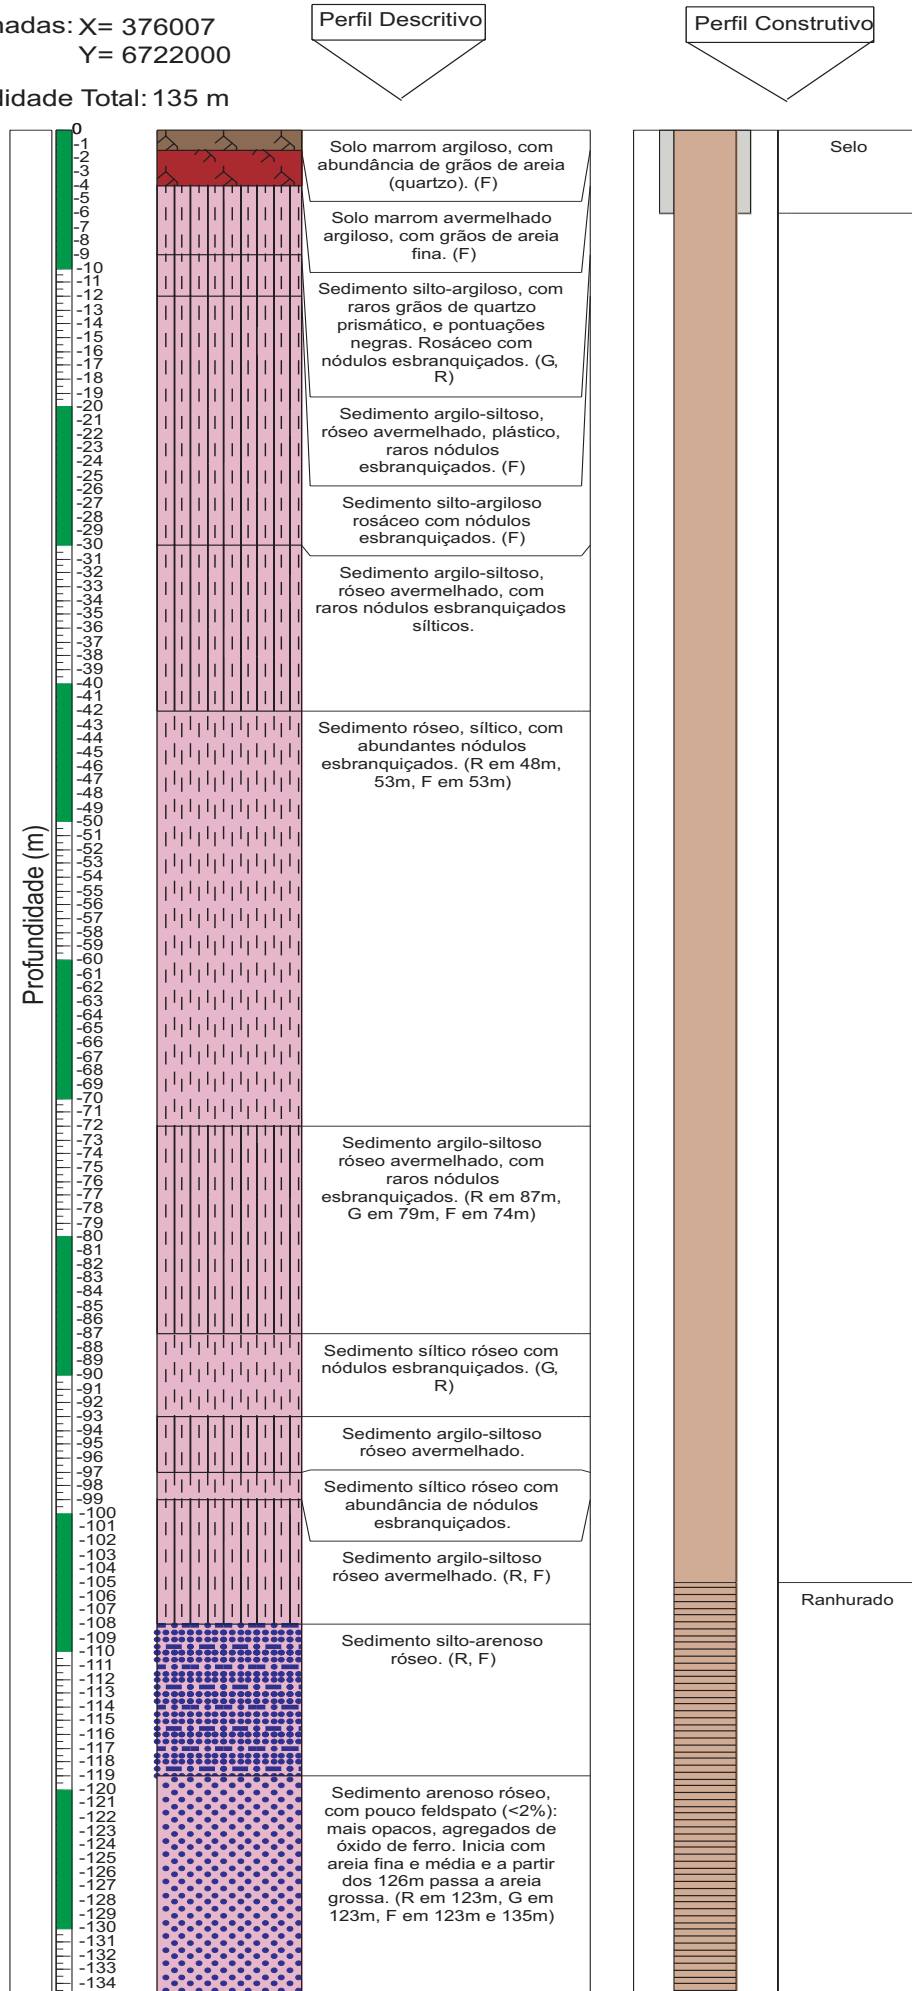 nadas: X= 376007
Y= 6722000
didade Total: 135 m
Perfil Descritivo
Perfil Construtivo
Profundidade (m)
0
-1
-2
-3
-4
-5
-6
-7
-8
-9
-10
-11
-12
-13
-14
-15
-16
-17
-18
-19
-20
-21
-22
-23
-24
-25
-26
-27
-28
-29
-30
-31
-32
-33
-34
-35
-36
-37
-38
-39
-40
-41
-42
-43
-44
-45
-46
-47
-48
-49
-50
-51
-52
-53
-54
-55
-56
-57
-58
-59
-60
-61
-62
-63
-64
-65
-66
-67
-68
-69
-70
-71
-72
-73
-74
-75
-76
-77
-78
-79
-80
-81
-82
-83
-84
-85
-86
-87
-88
-89
-90
-91
-92
-93
-94
-95
-96
-97
-98
-99
-100
-101
-102
-103
-104
-105
-106
-107
-108
-109
-110
-111
-112
-113
-114
-115
-116
-117
-118
-119
-120
-121
-122
-123
-124
-125
-126
-127
-128
-129
-130
-131
-132
-133
-134
Solo marrom argiloso, com
abundância de grãos de areia
(quartzo). (F)
Solo marrom avermelhado
argiloso, com grãos de areia
fina. (F)
Sedimento silto-argiloso, com
raros grãos de quartzo
prismático, e pontuações
negras. Rosáceo com
nódulos esbranquiçados. (G,
R)
Sedimento argilo-siltoso,
róseo avermelhado, plástico,
raros nódulos
esbranquiçados. (F)
Sedimento silto-argiloso
rosáceo com nódulos
esbranquiçados. (F)
Sedimento argilo-siltoso,
róseo avermelhado, com
raros nódulos esbranquiçados
sílticos.
Sedimento róseo, síltico, com
abundantes nódulos
esbranquiçados. (R em 48m,
53m, F em 53m)
Sedimento argilo-siltoso
róseo avermelhado, com
raros nódulos
esbranquiçados. (R em 87m,
G em 79m, F em 74m)
Sedimento síltico róseo com
nódulos esbranquiçados. (G,
R)
Sedimento argilo-siltoso
róseo avermelhado.
Sedimento síltico róseo com
abundância de nódulos
esbranquiçados.
Sedimento argilo-siltoso
róseo avermelhado. (R, F)
Sedimento silto-arenoso
róseo. (R, F)
Sedimento arenoso róseo,
com pouco feldspato (<2%):
mais opacos, agregados de
óxido de ferro. Inicia com
areia fina e média e a partir
dos 126m passa a areia
grossa. (R em 123m, G em
123m, F em 123m e 135m)
Selo
Ranhurado